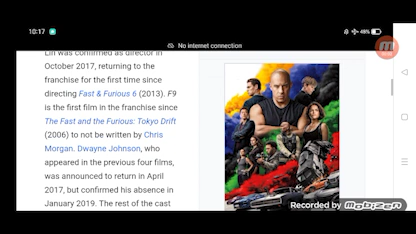 10:17
48%
No internet connection
Lin was confirmed as director in
October 2017, returning to the
franchise for the first time since
directing Fast & Furious 6 (2013). F9
is the first film in the franchise since
The Fast and the Furious: Tokyo Drift
(2006) to not be written by Chris
Morgan. Dwayne Johnson, who
appeared in the previous four films,
was announced to return in April
2017, but confirmed his absence in
January 2019. The rest of the cast
Recorded by Mobizen